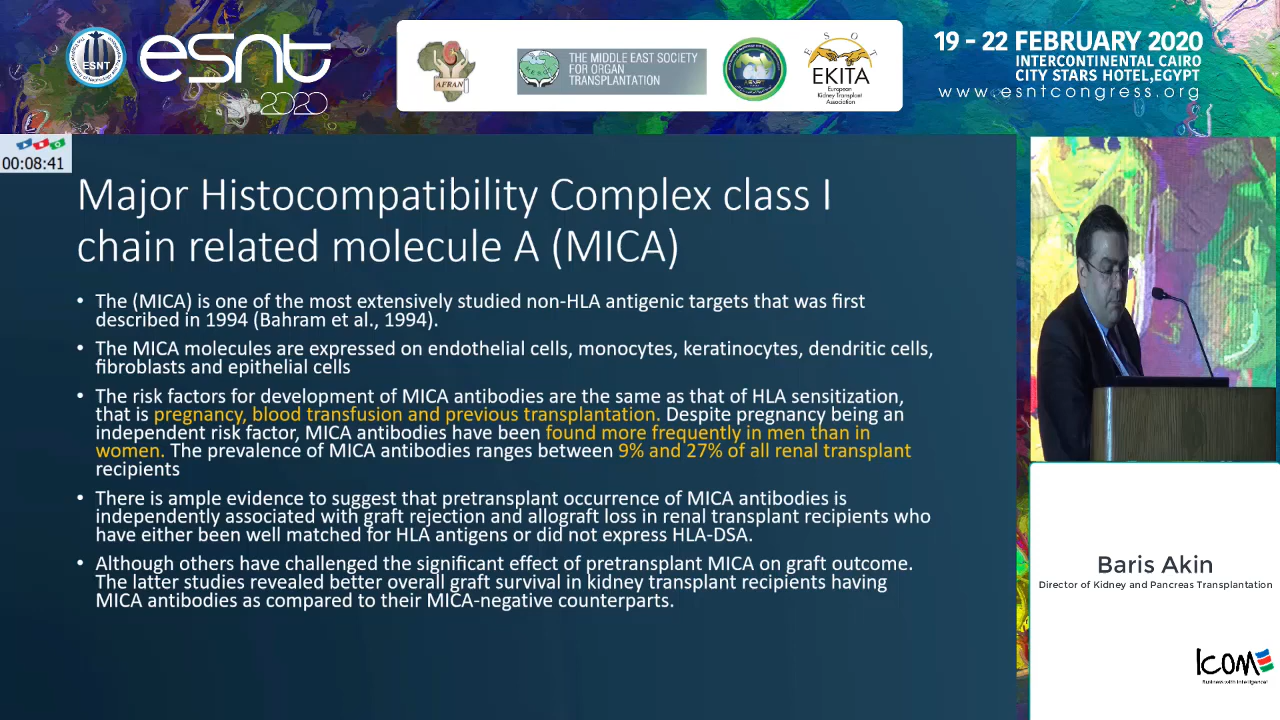 ESNT
esnt
2020
AFRAN
THE MIDDLE EAST SOCIETY
FOR ORGAN
TRANSPLANTATION
ESOT
EKITA
European
Kidney Transplant
Association
19 - 22 FEBRUARY 2020
INTERCONTINENTAL CAIRO
CITY STARS HOTEL,EGYPT
www.esntcongress.org
00:08:41
Major Histocompatibility Complex class I
chain related molecule A (MICA)
• The (MICA) is one of the most extensively studied non-HLA antigenic targets that was first
described in 1994 (Bahram et al., 1994).
• The MICA molecules are expressed on endothelial cells, monocytes, keratinocytes, dendritic cells,
fibroblasts and epithelial cells
• The risk factors for development of MICA antibodies are the same as that of HLA sensitization,
that is pregnancy, blood transfusion and previous transplantation. Despite pregnancy being an
independent risk factor, MICA antibodies have been found more frequently in men than in
women. The prevalence of MICA antibodies ranges between 9% and 27% of all renal transplant
recipients
• There is ample evidence to suggest that pretransplant occurrence of MICA antibodies is
independently associated with graft rejection and allograft loss in renal transplant recipients who
have either been well matched for HLA antigens or did not express HLA-DSA.
• Although others have challenged the significant effect of pretransplant MICA on graft outcome.
The latter studies revealed better overall graft survival in kidney transplant recipients having
MICA antibodies as compared to their MICA-negative counterparts.
Baris Akin
Director of Kidney and Pancreas Transplantation
ICOME
Business with Intelligence!